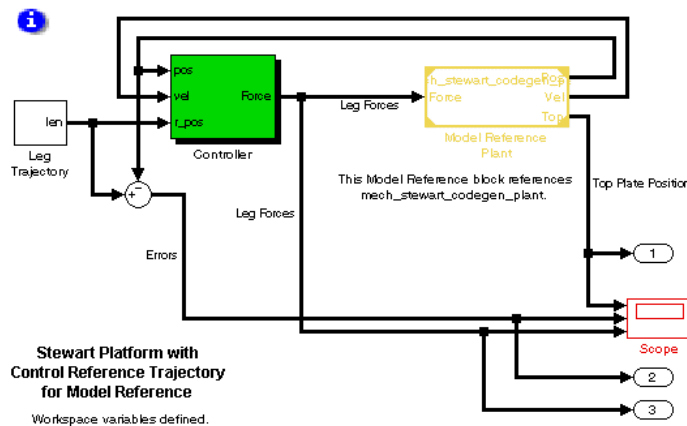 i
pos
vel
r_pos
Force
Controller
len
Leg
Trajectory
Leg Forces
h_stewart_codegen_p
Force
Pos
Vel
Top
Model Reference
Plant
This Model Reference block references
mech_stewart_codegen_plant.
Top Plate Position
Leg Forces
Errors
1
Scope
2
3
Stewart Platform with
Control Reference Trajectory
for Model Reference
Workspace variables defined.